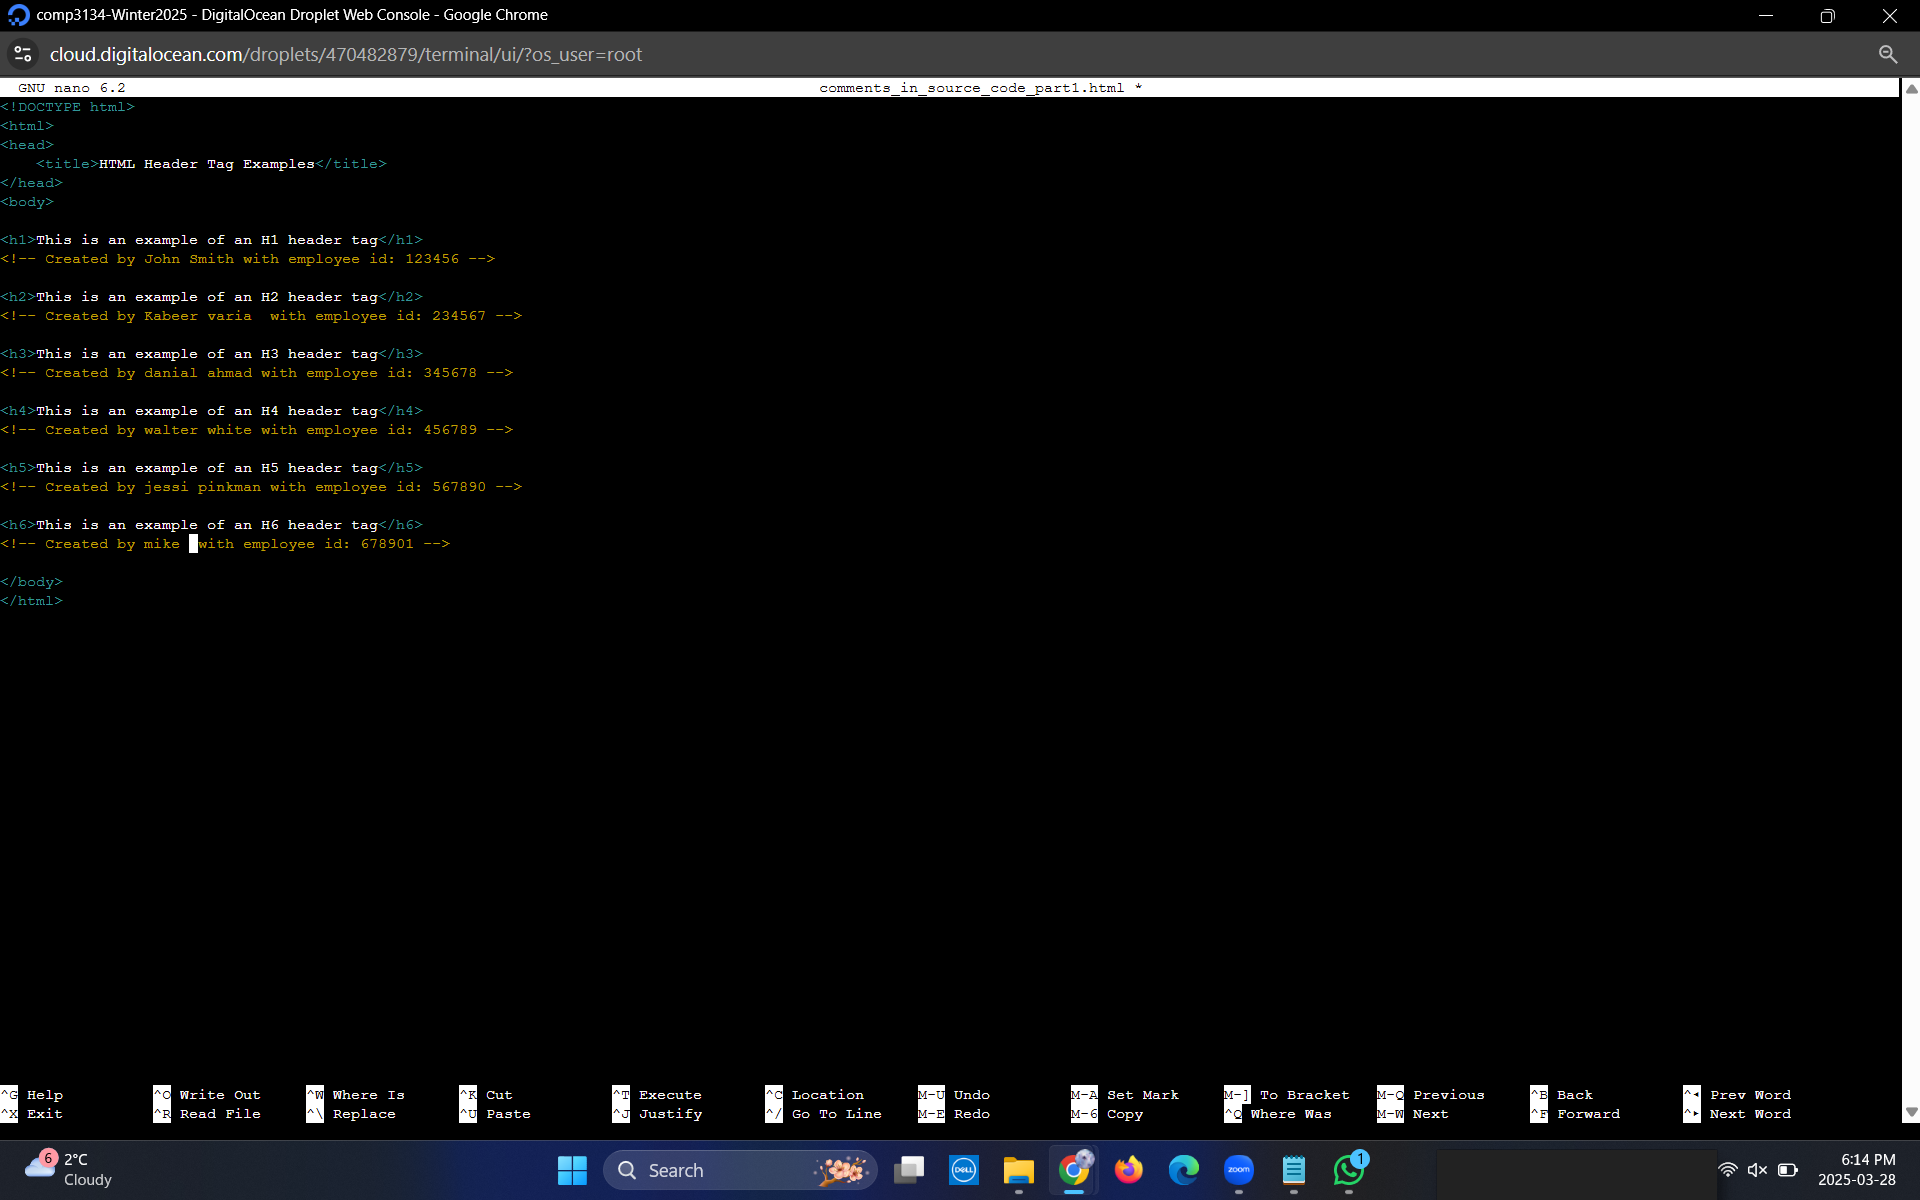 comp3134-Winter2025 - DigitalOcean Droplet Web Console - Google Chrome
cloud.digitalocean.com/droplets/470482879/terminal/ui/?os_user=root
GNU nano 6.2 comments_in_source_code_part1.html *
<!DOCTYPE html>
<html>
<head>
    <title>HTML Header Tag Examples</title>
</head>
<body>
<h1>This is an example of an H1 header tag</h1>
<!-- Created by John Smith with employee id: 123456 -->
<h2>This is an example of an H2 header tag</h2>
<!-- Created by Kabeer varia  with employee id: 234567 -->
<h3>This is an example of an H3 header tag</h3>
<!-- Created by danial ahmad with employee id: 345678 -->
<h4>This is an example of an H4 header tag</h4>
<!-- Created by walter white with employee id: 456789 -->
<h5>This is an example of an H5 header tag</h5>
<!-- Created by jessi pinkman with employee id: 567890 -->
<h6>This is an example of an H6 header tag</h6>
<!-- Created by mike  with employee id: 678901 -->
</body>
</html>
^G Help ^O Write Out ^W Where Is ^K Cut ^T Execute ^C Location M-U Undo M-A Set Mark M-] To Bracket M-Q Previous ^B Back ^◂ Prev Word
^X Exit ^R Read File ^\ Replace ^U Paste ^J Justify ^/ Go To Line M-E Redo M-6 Copy ^Q Where Was M-W Next ^F Forward ^▸ Next Word
6 2°C
Cloudy
Search
DELL
zoom
1
6:14 PM
2025-03-28